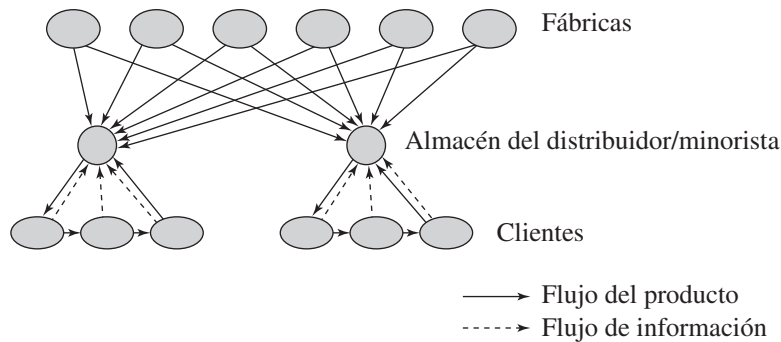 Fábricas
Almacén del distribuidor/minorista
Clientes
Flujo del producto
Flujo de información